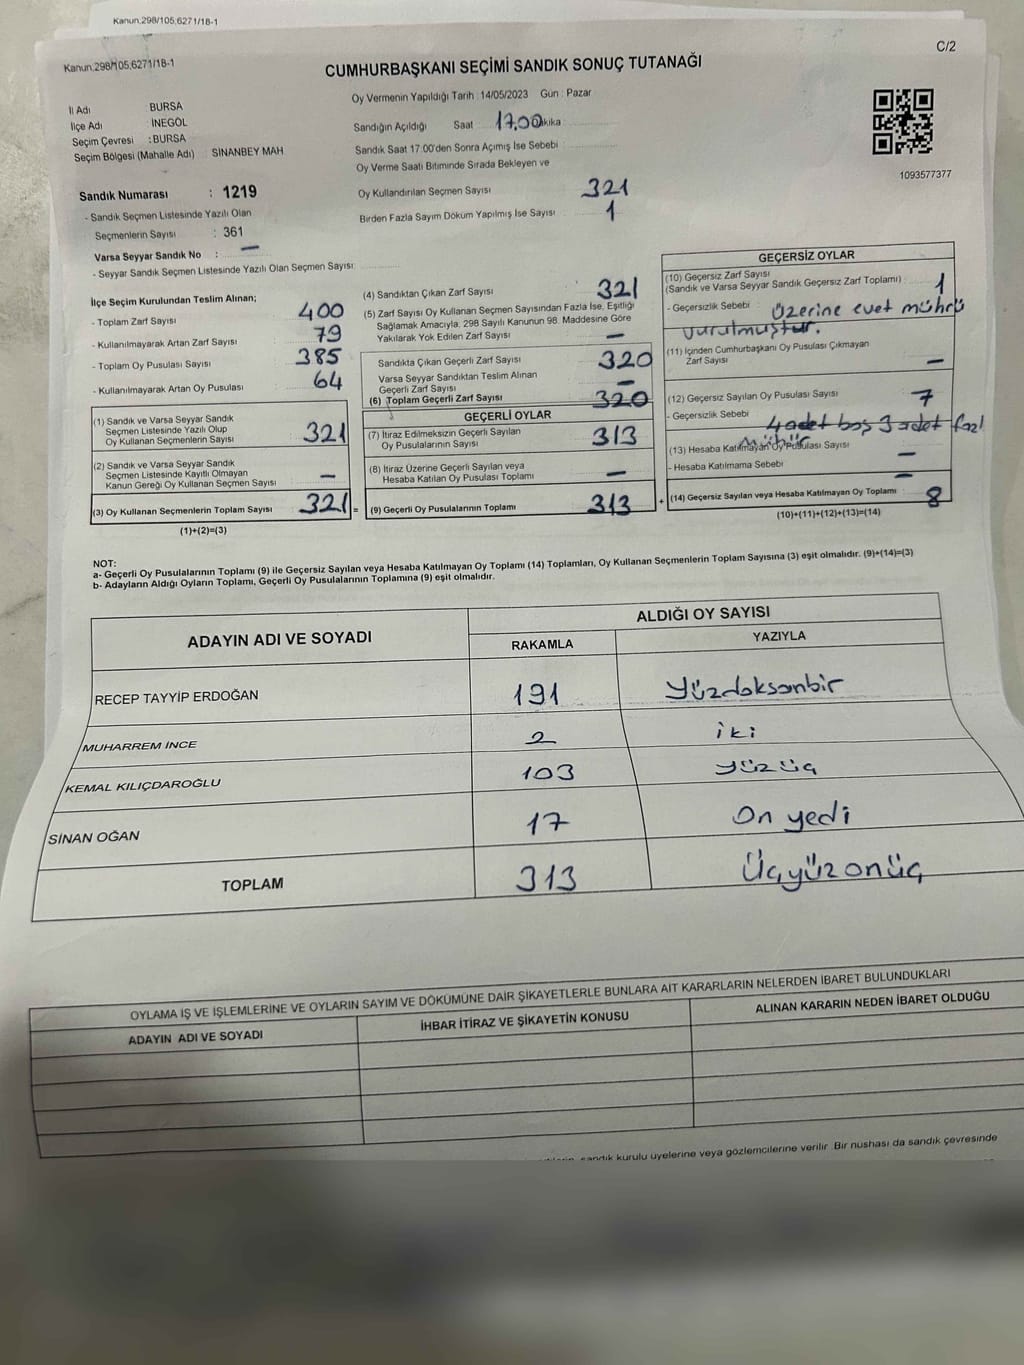 Kanun.298/105,6271/18-1
Kanun.298/105,6271/18-1
C/2
CUMHURBAŞKANI SEÇİMİ SANDIK SONUÇ TUTANAĞI
İl Adı BURSA
İlçe Adı : İNEGÖL
Seçim Çevresi : BURSA
Seçim Bölgesi (Mahalle Adı) SİNANBEY MAH
Sandık Numarası : 1219
- Sandık Seçmen Listesinde Yazılı Olan
Seçmenlerin Sayısı : 361
Varsa Seyyar Sandık No : —
- Seyyar Sandık Seçmen Listesinde Yazılı Olan Seçmen Sayısı:
Oy Vermenin Yapıldığı Tarih : 14/05/2023 Gün : Pazar
Sandığın Açıldığı Saat 17.00 Dakika
Sandık Saat 17:00'den Sonra Açımış İse Sebebi :
Oy Verme Saati Bitiminde Sırada Bekleyen ve
Oy Kullandırılan Seçmen Sayısı 321
Birden Fazla Sayım Döküm Yapılmış İse Sayısı 1
1093577377
İlçe Seçim Kurulundan Teslim Alınan;
- Toplam Zarf Sayısı 400
- Kullanılmayarak Artan Zarf Sayısı 79
- Toplam Oy Pusulası Sayısı 385
- Kullanılmayarak Artan Oy Pusulası 64
(1) Sandık ve Varsa Seyyar Sandık
Seçmen Listesinde Yazılı Olup
Oy Kullanan Seçmenlerin Sayısı 321
(2) Sandık ve Varsa Seyyar Sandık
Seçmen Listesinde Kayıtlı Olmayan
Kanun Gereği Oy Kullanan Seçmen Sayısı —
(3) Oy Kullanan Seçmenlerin Toplam Sayısı 321 =
(1)+(2)=(3)
(4) Sandıktan Çıkan Zarf Sayısı 321
(5) Zarf Sayısı Oy Kullanan Seçmen Sayısından Fazla İse, Eşitliği
Sağlamak Amacıyla, 298 Sayılı Kanunun 98. Maddesine Göre
Yakılarak Yok Edilen Zarf Sayısı —
Sandıkta Çıkan Geçerli Zarf Sayısı 320
Varsa Seyyar Sandıktan Teslim Alınan
Geçerli Zarf Sayısı —
(6) Toplam Geçerli Zarf Sayısı 320
GEÇERLİ OYLAR
(7) İtiraz Edilmeksizin Geçerli Sayılan
Oy Pusulalarının Sayısı 313
(8) İtiraz Üzerine Geçerli Sayılan veya
Hesaba Katılan Oy Pusulası Toplamı —
(9) Geçerli Oy Pusulalarının Toplamı 313 +
GEÇERSİZ OYLAR
(10) Geçersiz Zarf Sayısı
(Sandık ve Varsa Seyyar Sandık Geçersiz Zarf Toplamı) : 1
- Geçersizlik Sebebi : Üzerine evet mührü
vurulmuştur.
(11) İçinden Cumhurbaşkanı Oy Pusulası Çıkmayan
Zarf Sayısı —
(12) Geçersiz Sayılan Oy Pusulası Sayısı 7
- Geçersizlik Sebebi 4 adet boş 3 adet fazl
mühür
(13) Hesaba Katılmayan Oy Pusulası Sayısı —
- Hesaba Katılmama Sebebi —
(14) Geçersiz Sayılan veya Hesaba Katılmayan Oy Toplamı : 8
(10)+(11)+(12)+(13)=(14)
NOT:
a- Geçerli Oy Pusulalarının Toplamı (9) ile Geçersiz Sayılan veya Hesaba Katılmayan Oy Toplamı (14) Toplamları, Oy Kullanan Seçmenlerin Toplam Sayısına (3) eşit olmalıdır. (9)+(14)=(3)
b- Adayların Aldığı Oyların Toplamı, Geçerli Oy Pusulalarının Toplamına (9) eşit olmalıdır.
ADAYIN ADI VE SOYADI ALDIĞI OY SAYISI
RAKAMLA YAZIYLA
RECEP TAYYİP ERDOĞAN 191 Yüzdoksanbir
MUHARREM İNCE 2 iki
KEMAL KILIÇDAROĞLU 103 yüzüç
SİNAN OĞAN 17 On yedi
TOPLAM 313 Üçyüzonüç
OYLAMA İŞ VE İŞLEMLERİNE VE OYLARIN SAYIM VE DÖKÜMÜNE DAİR ŞİKAYETLERLE BUNLARA AİT KARARLARIN NELERDEN İBARET BULUNDUKLARI
ADAYIN ADI VE SOYADI İHBAR İTİRAZ VE ŞİKAYETİN KONUSU ALINAN KARARIN NEDEN İBARET OLDUĞU
sandık kurulu üyelerine veya gözlemcilerine verilir Bir nushası da sandık çevresinde